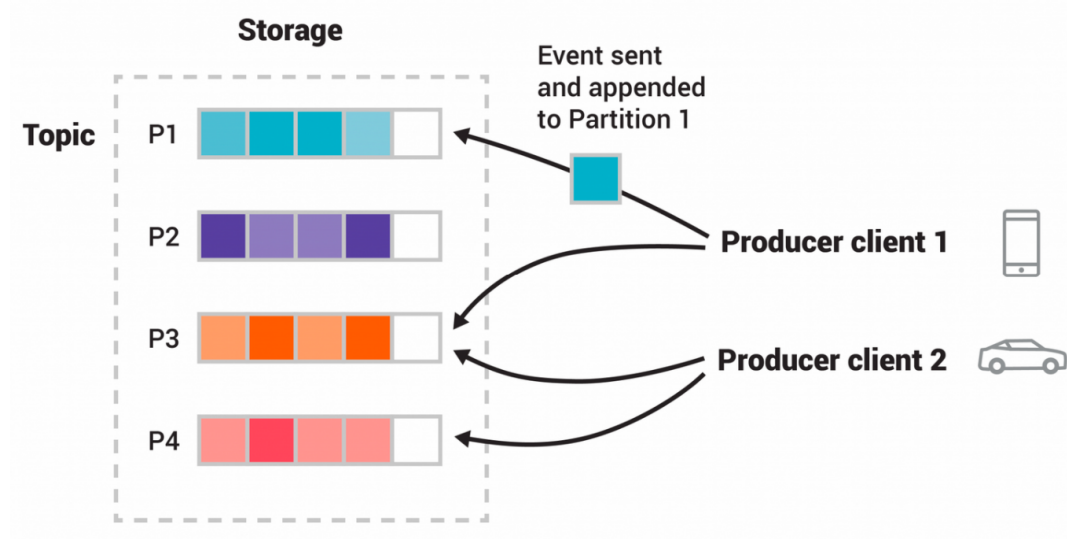 Storage
Event sent
and appended
to Partition 1
Topic
P1
P2
Producer client 1
P3
Producer client 2
P4